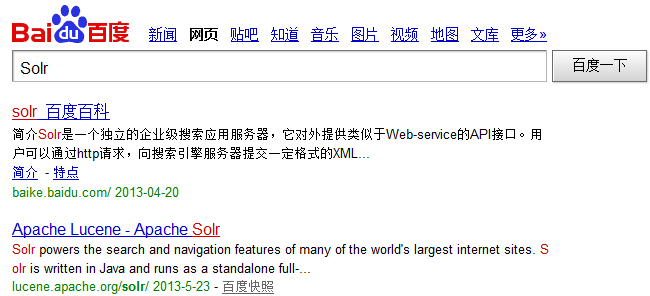 Bai du 百度 新闻 网页 贴吧 知道 音乐 图片 视频 地图 文库 更多»
Solr 百度一下
solr_百度百科
简介Solr是一个独立的企业级搜索应用服务器，它对外提供类似于Web-service的API接口。用
户可以通过http请求，向搜索引擎服务器提交一定格式的XML...
简介 - 特点
baike.baidu.com/ 2013-04-20
Apache Lucene - Apache Solr
Solr powers the search and navigation features of many of the world's largest internet sites. S
olr is written in Java and runs as a standalone full-...
lucene.apache.org/solr/ 2013-5-23 - 百度快照